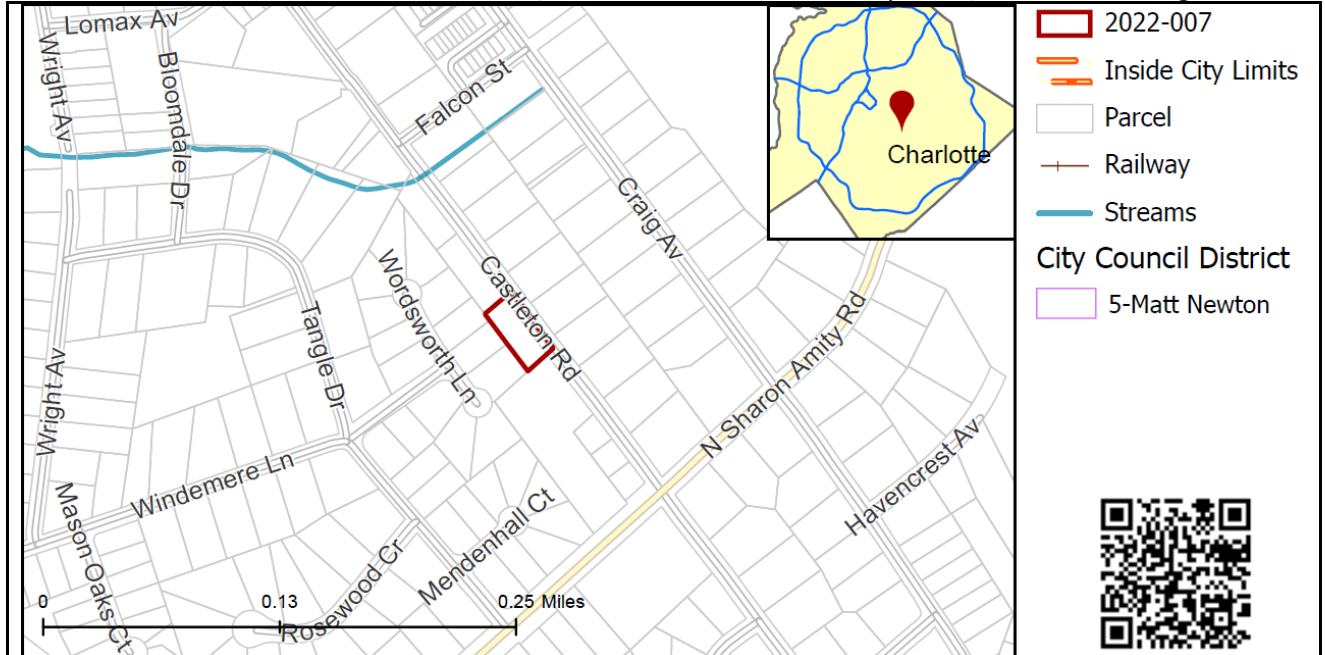 Lomax Av
Wright Av
Bloomdale Dr
Falcon St
Craig Av
Castleton Rd
Wordsworth Ln
Tangle Dr
Wright Av
Windemere Ln
Mason Oaks Ct
Rosewood Cr
Mendenhall Ct
N Sharon Amity Rd
Havencrest Av
0 0.13 0.25 Miles
Charlotte
2022-007
Inside City Limits
Parcel
Railway
Streams
City Council District
5-Matt Newton